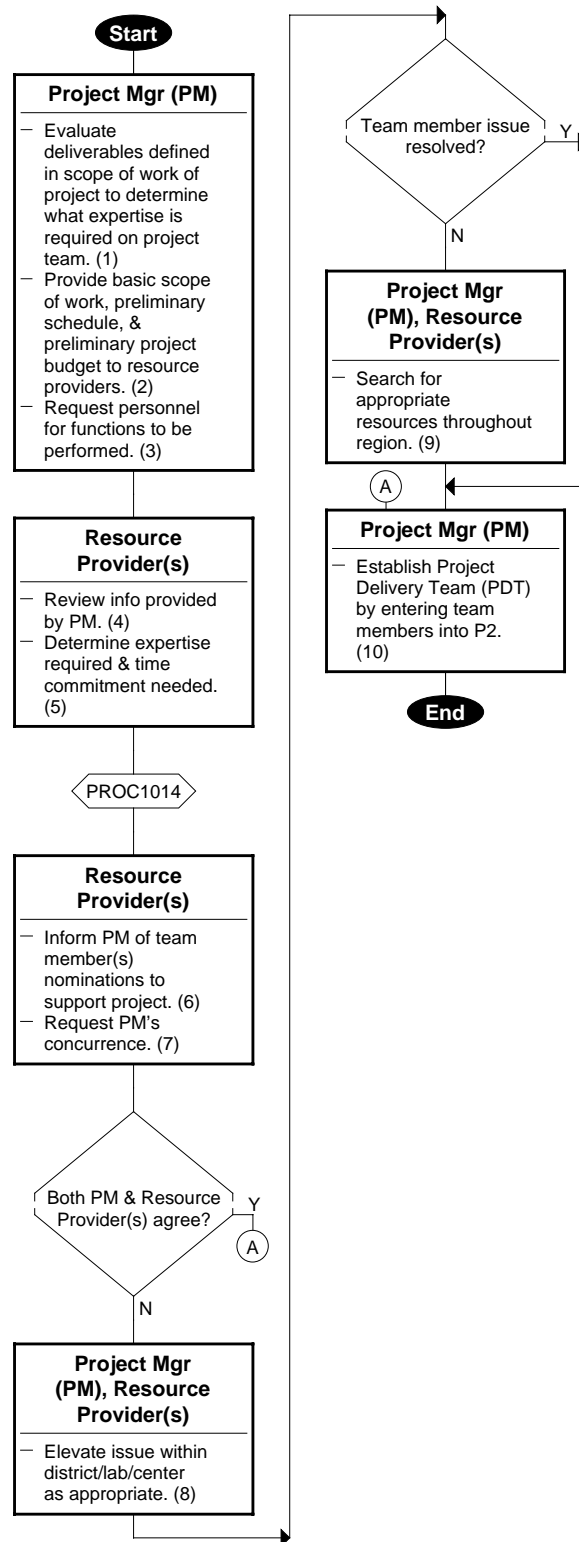 Start
Project Mgr (PM)
– Evaluate
deliverables defined
in scope of work of
project to determine
what expertise is
required on project
team. (1)
– Provide basic scope
of work, preliminary
schedule, &
preliminary project
budget to resource
providers. (2)
– Request personnel
for functions to be
performed. (3)
Resource
Provider(s)
– Review info provided
by PM. (4)
– Determine expertise
required & time
commitment needed.
(5)
PROC1014
Resource
Provider(s)
– Inform PM of team
member(s)
nominations to
support project. (6)
– Request PM's
concurrence. (7)
Both PM & Resource
Provider(s) agree?
Y
A
N
Project Mgr
(PM), Resource
Provider(s)
– Elevate issue within
district/lab/center
as appropriate. (8)
Team member issue
resolved?
Y
N
Project Mgr
(PM), Resource
Provider(s)
– Search for
appropriate
resources throughout
region. (9)
A
Project Mgr (PM)
– Establish Project
Delivery Team (PDT)
by entering team
members into P2.
(10)
End